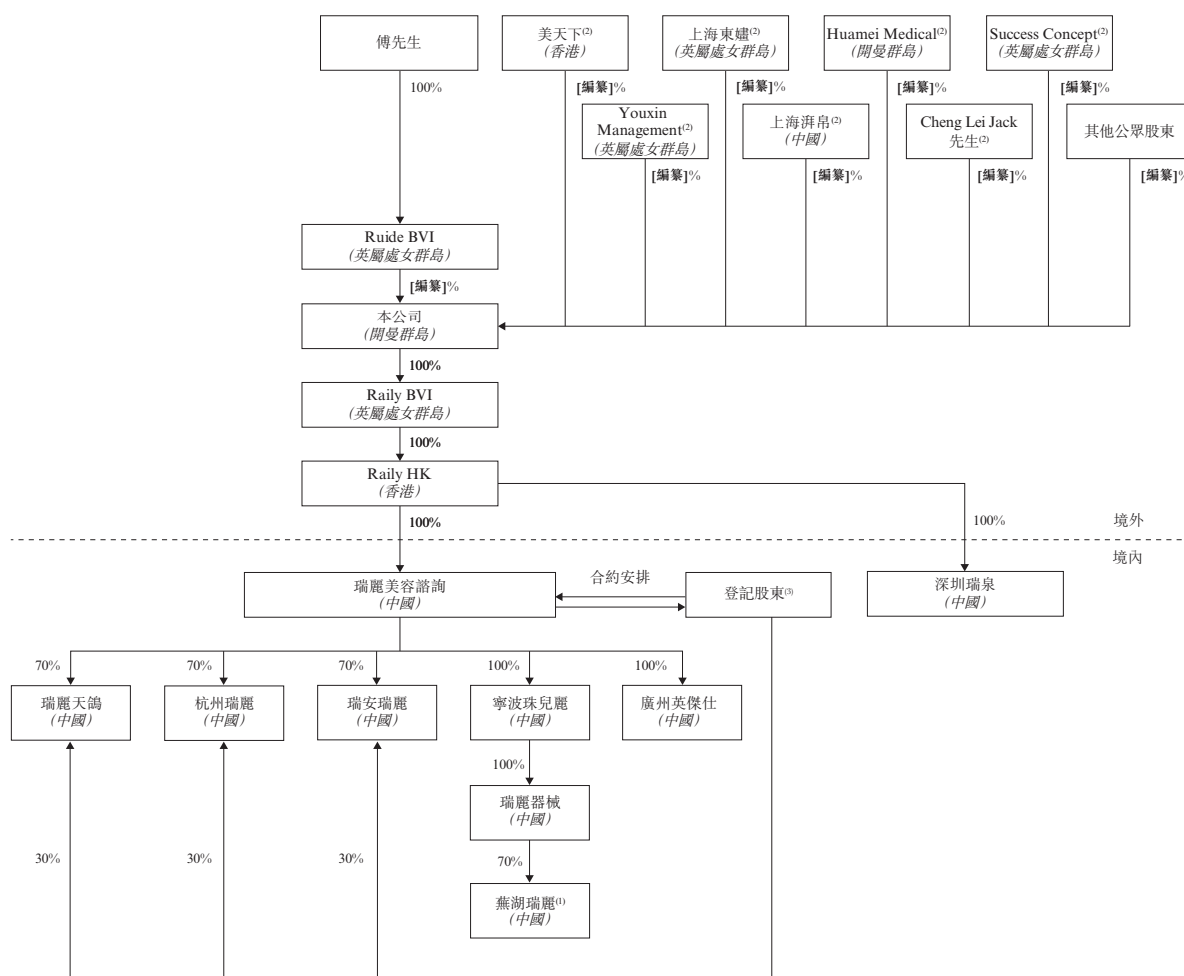 傅先生
美天下(2)
(香港)
上海東嬧(2)
(英屬處女群島)
Huamei Medical(2)
(開曼群島)
Success Concept(2)
(英屬處女群島)
100%
[編纂]%
[編纂]%
[編纂]%
[編纂]%
Youxin
Management(2)
(英屬處女群島)
上海湃帛(2)
(中國)
Cheng Lei Jack
先生(2)
其他公眾股東
[編纂]%
[編纂]%
[編纂]%
[編纂]%
Ruide BVI
(英屬處女群島)
[編纂]%
本公司
(開曼群島)
100%
Raily BVI
(英屬處女群島)
100%
Raily HK
(香港)
100%
100%
境外
境內
瑞麗美容諮詢
(中國)
合約安排
登記股東(3)
深圳瑞泉
(中國)
70%
70%
70%
100%
100%
瑞麗天鴿
(中國)
杭州瑞麗
(中國)
瑞安瑞麗
(中國)
寧波珠兒麗
(中國)
廣州英傑仕
(中國)
100%
瑞麗器械
(中國)
30%
30%
30%
70%
蕪湖瑞麗(1)
(中國)